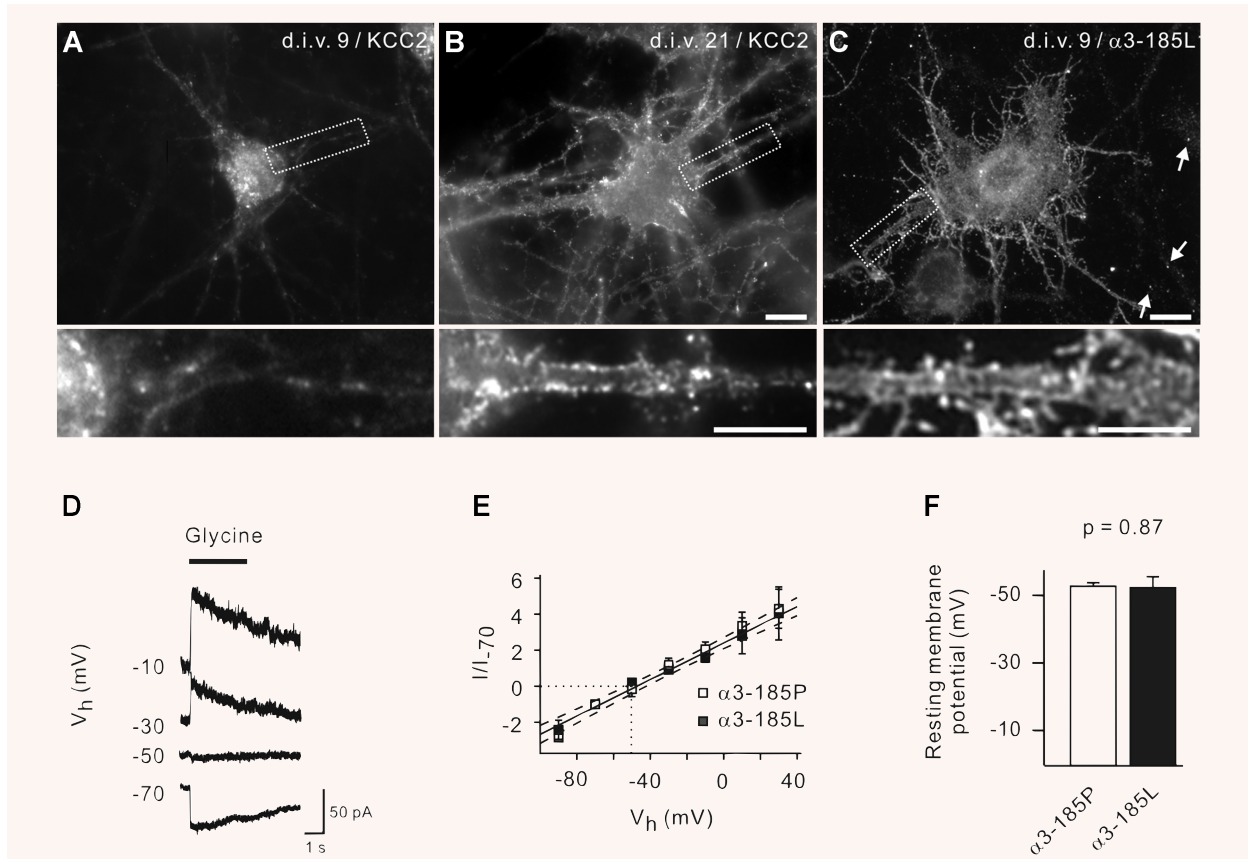 A
d.i.v. 9 / KCC2
B
d.i.v. 21 / KCC2
C
d.i.v. 9 / α3-185L
D
Glycine
Vh (mV)
-10
-30
-50
-70
50 pA
1 s
E
I/I-70
6
4
2
0
-2
α3-185P
α3-185L
-80
-40
0
40
Vh (mV)
F
p = 0.87
Resting membrane
potential (mV)
-50
-30
-10
α3-185P
α3-185L